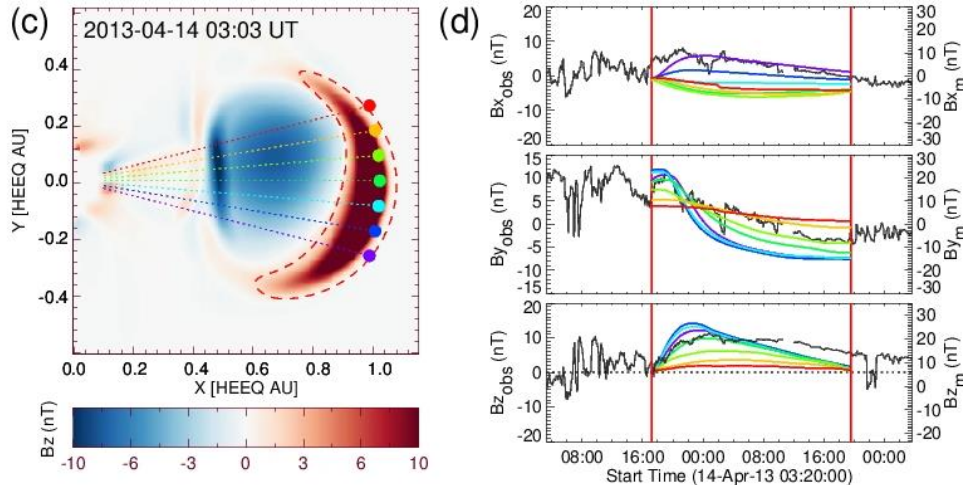 (c)
2013-04-14 03:03 UT
Y [HEEQ AU]
0.4
0.2
0.0
-0.2
-0.4
0.0 0.2 0.4 0.6 0.8 1.0
X [HEEQ AU]
Bz (nT)
-10 -6 -3 0 3 6 10
(d)
Bx_obs (nT)
20
10
0
-10
-20
Bx_m (nT)
30
20
10
0
-10
-20
-30
By_obs (nT)
15
10
5
0
5
10
15
By_m (nT)
30
20
10
0
-10
-20
-30
Bz_obs (nT)
20
10
0
-10
20
Bz_m (nT)
40
20
0
-20
08:00 16:00 00:00 08:00 16:00 00:00
Start Time (14-Apr-13 03:20:00)